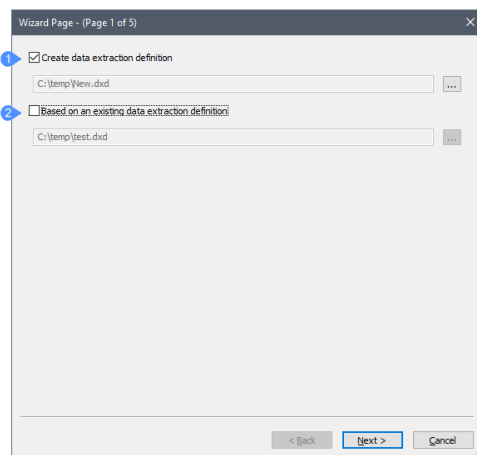 Wizard Page - (Page 1 of 5)
1 Create data extraction definition
C:\temp\New.dxd ...
2 Based on an existing data extraction definition
C:\temp\test.dxd ...
< Back Next > Cancel